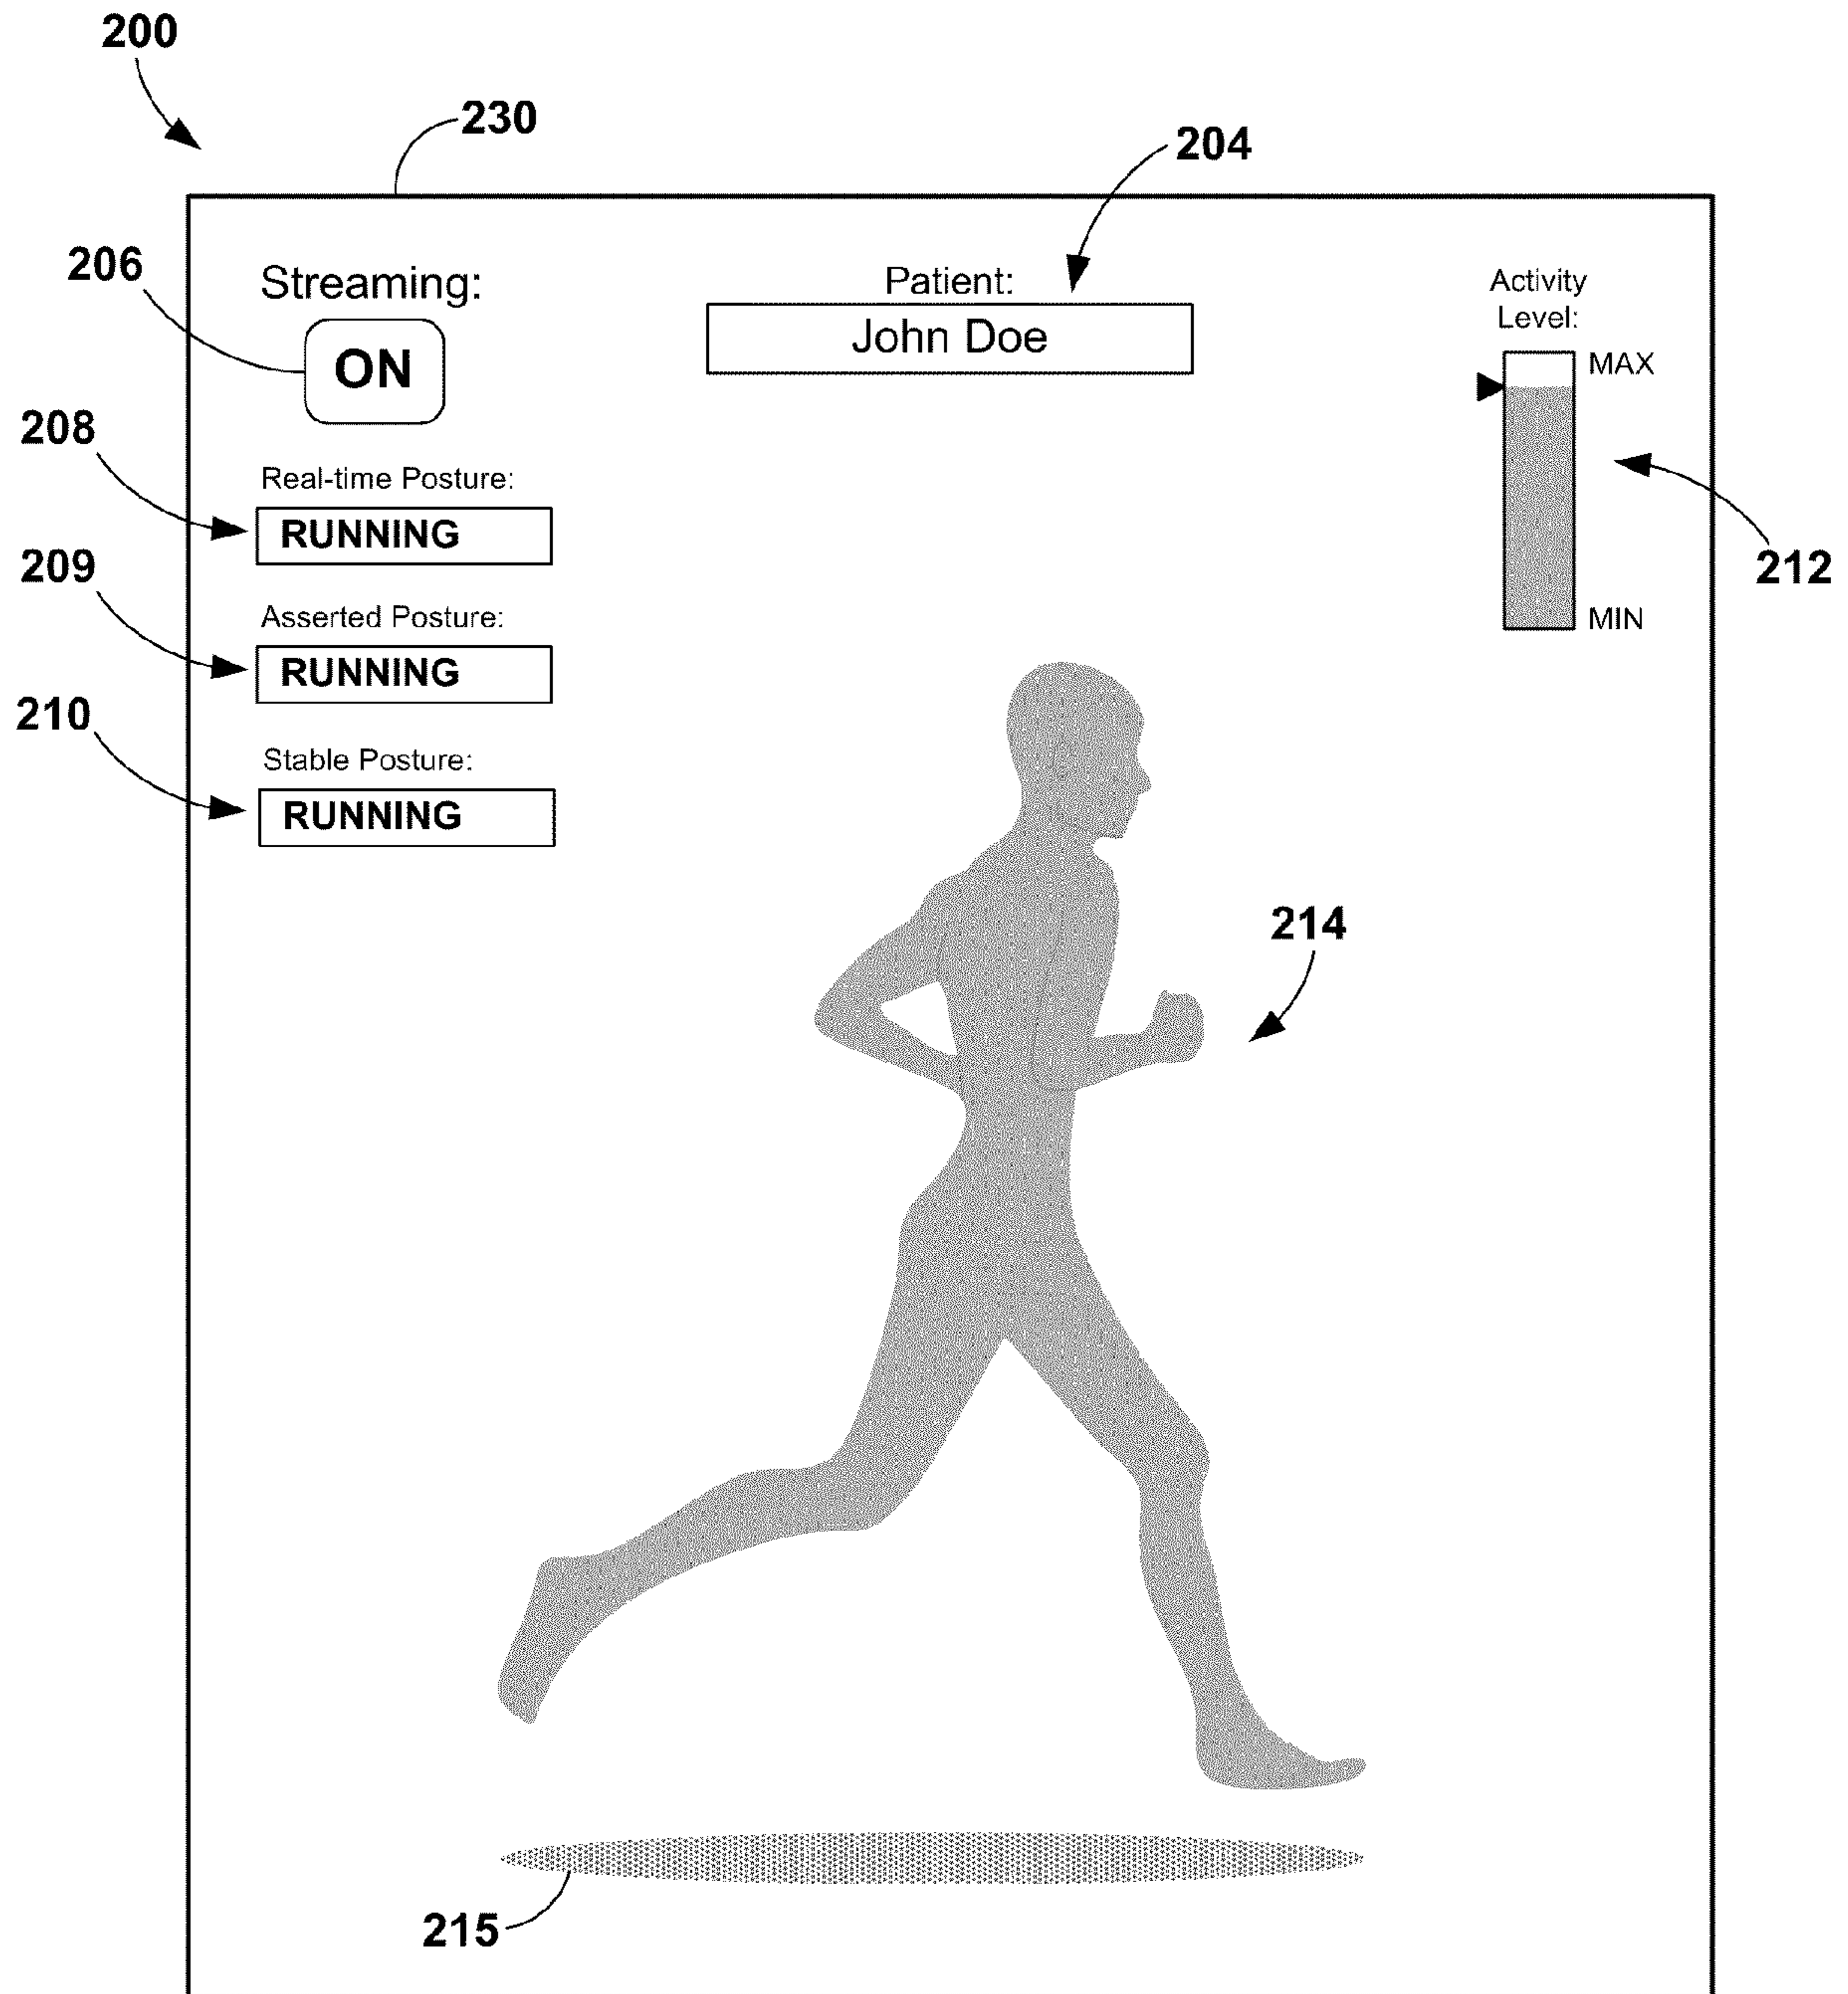 200
230
204
206
Streaming:
ON
Patient:
John Doe
Activity
Level:
MAX
MIN
212
208
Real-time Posture:
RUNNING
209
Asserted Posture:
RUNNING
210
Stable Posture:
RUNNING
214
215